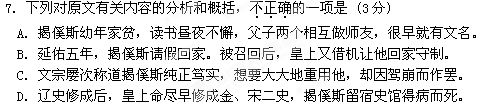 7. 下列对原文有关内容的分析和概括，不正确的一项是（3分）
A. 揭傒斯幼年家贫，读书昼夜不懈，父子两个相互做师友，很早就有文名。
B. 延佑五年，揭傒斯请假回家。被召回后，皇上又借机让他回家守制。
C. 文宗屡次称道揭傒斯纯正笃实，想要大大地重用他，却因驾崩而作罢。
D. 辽史修成后，皇上命尽早修成金、宋二史，揭傒斯留宿史馆得病而死。